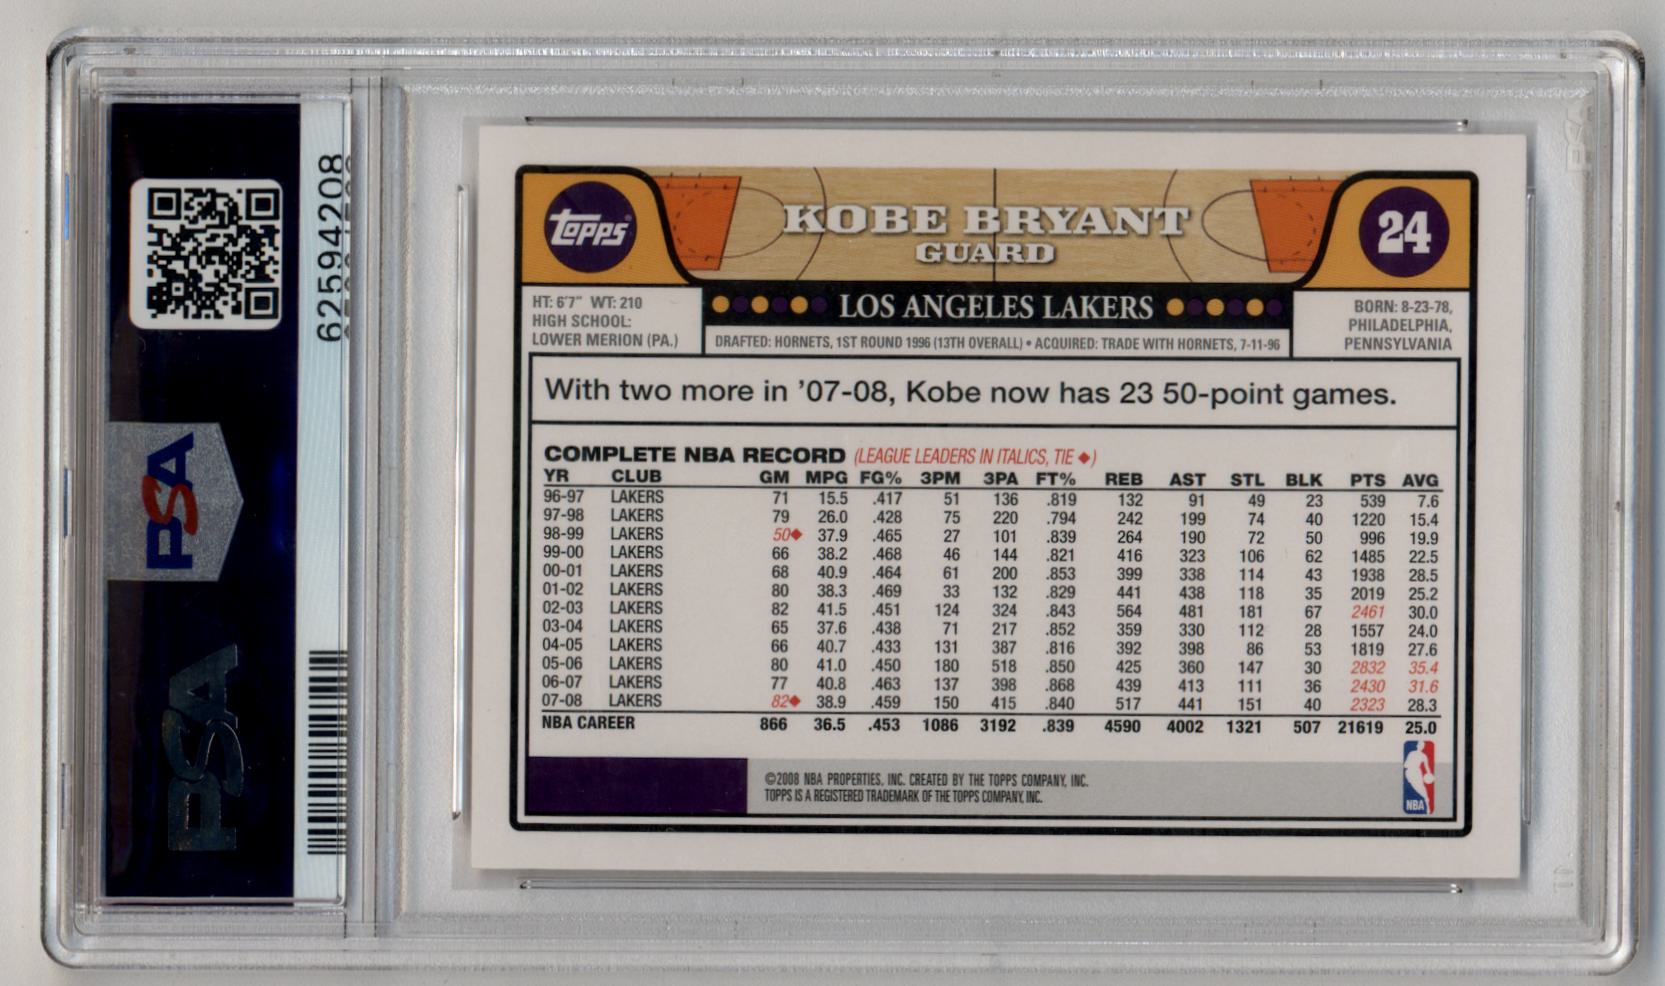 62594208
PSA
PSA
Topps
KOBE BRYANT
GUARD
24
HT: 6'7" WT: 210
HIGH SCHOOL:
LOWER MERION (PA.)
LOS ANGELES LAKERS
DRAFTED: HORNETS, 1ST ROUND 1996 (13TH OVERALL) • ACQUIRED: TRADE WITH HORNETS, 7-11-96
BORN: 8-23-78,
PHILADELPHIA,
PENNSYLVANIA
With two more in '07-08, Kobe now has 23 50-point games.
COMPLETE NBA RECORD (LEAGUE LEADERS IN ITALICS, TIE ◆)
YR CLUB GM MPG FG% 3PM 3PA FT% REB AST STL BLK PTS AVG
96-97 LAKERS 71 15.5 .417 51 136 .819 132 91 49 23 539 7.6
97-98 LAKERS 79 26.0 .428 75 220 .794 242 199 74 40 1220 15.4
98-99 LAKERS 50◆ 37.9 .465 27 101 .839 264 190 72 50 996 19.9
99-00 LAKERS 66 38.2 .468 46 144 .821 416 323 106 62 1485 22.5
00-01 LAKERS 68 40.9 .464 61 200 .853 399 338 114 43 1938 28.5
01-02 LAKERS 80 38.3 .469 33 132 .829 441 438 118 35 2019 25.2
02-03 LAKERS 82 41.5 .451 124 324 .843 564 481 181 67 2461 30.0
03-04 LAKERS 65 37.6 .438 71 217 .852 359 330 112 28 1557 24.0
04-05 LAKERS 66 40.7 .433 131 387 .816 392 398 86 53 1819 27.6
05-06 LAKERS 80 41.0 .450 180 518 .850 425 360 147 30 2832 35.4
06-07 LAKERS 77 40.8 .463 137 398 .868 439 413 111 36 2430 31.6
07-08 LAKERS 82◆ 38.9 .459 150 415 .840 517 441 151 40 2323 28.3
NBA CAREER 866 36.5 .453 1086 3192 .839 4590 4002 1321 507 21619 25.0
©2008 NBA PROPERTIES, INC. CREATED BY THE TOPPS COMPANY, INC.
TOPPS IS A REGISTERED TRADEMARK OF THE TOPPS COMPANY, INC.
NBA